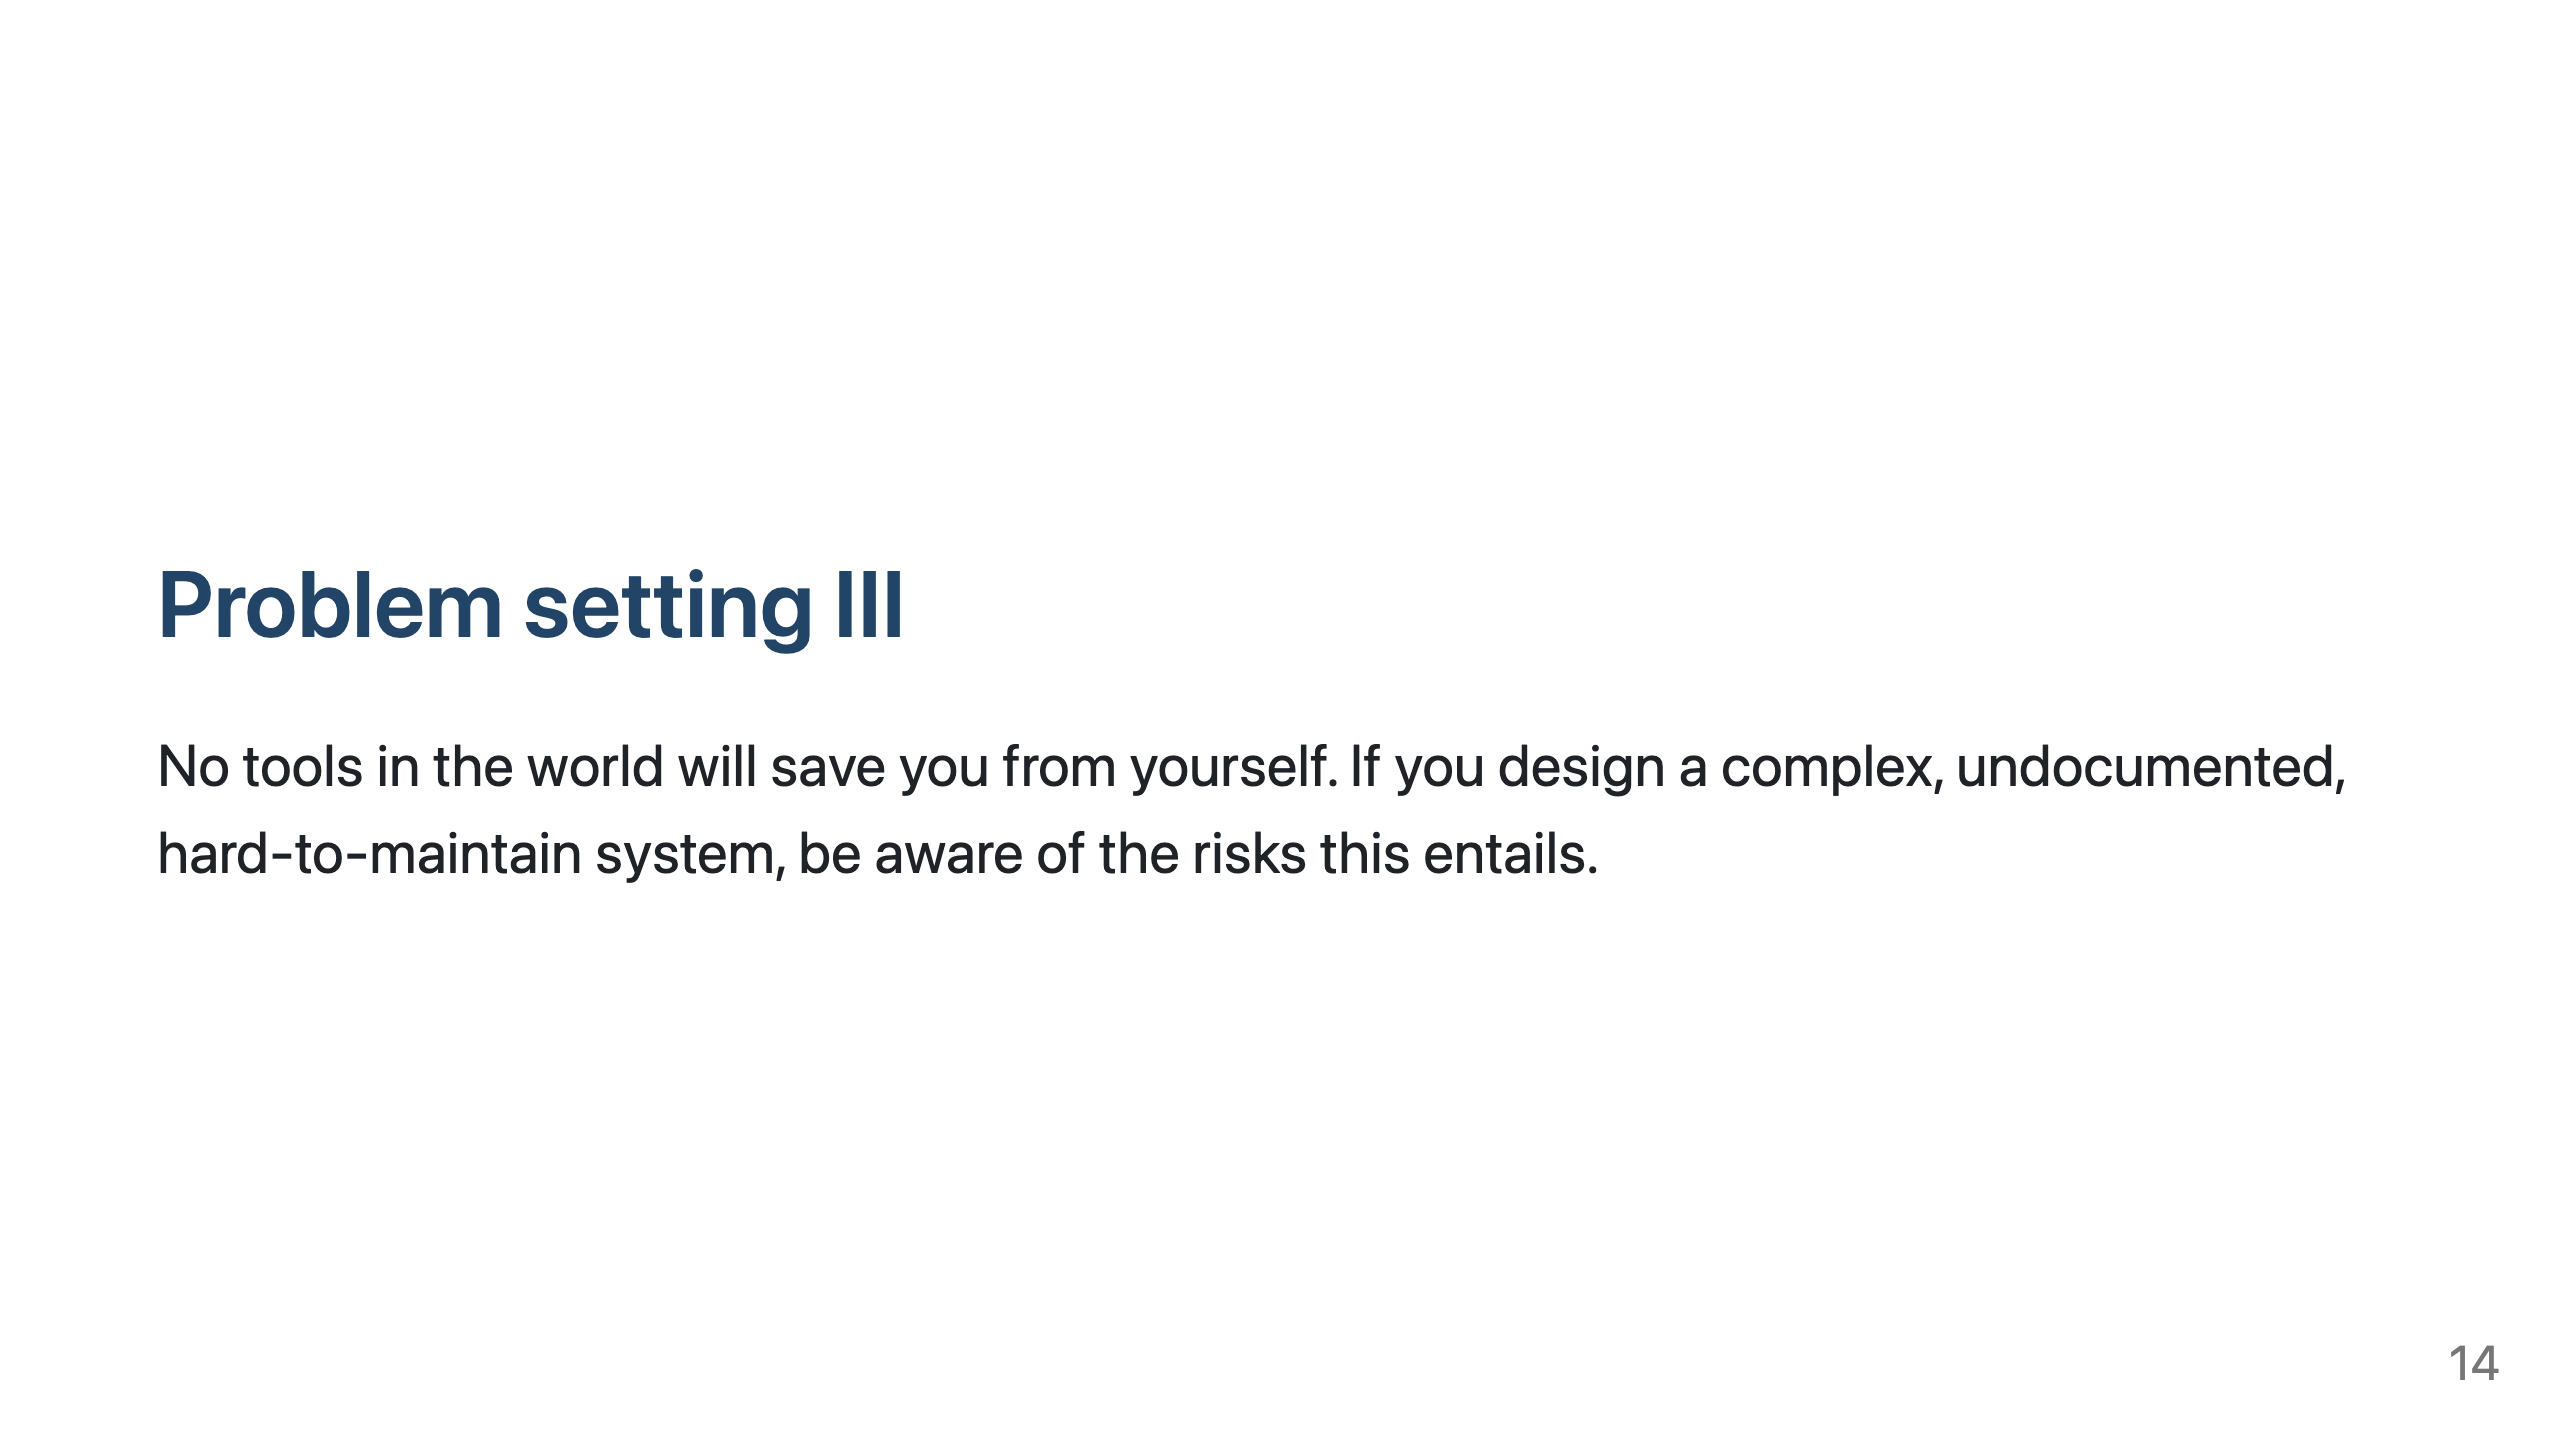 Problem setting III
No tools in the world will save you from yourself. If you design a complex, undocumented,
hard-to-maintain system, be aware of the risks this entails.
14